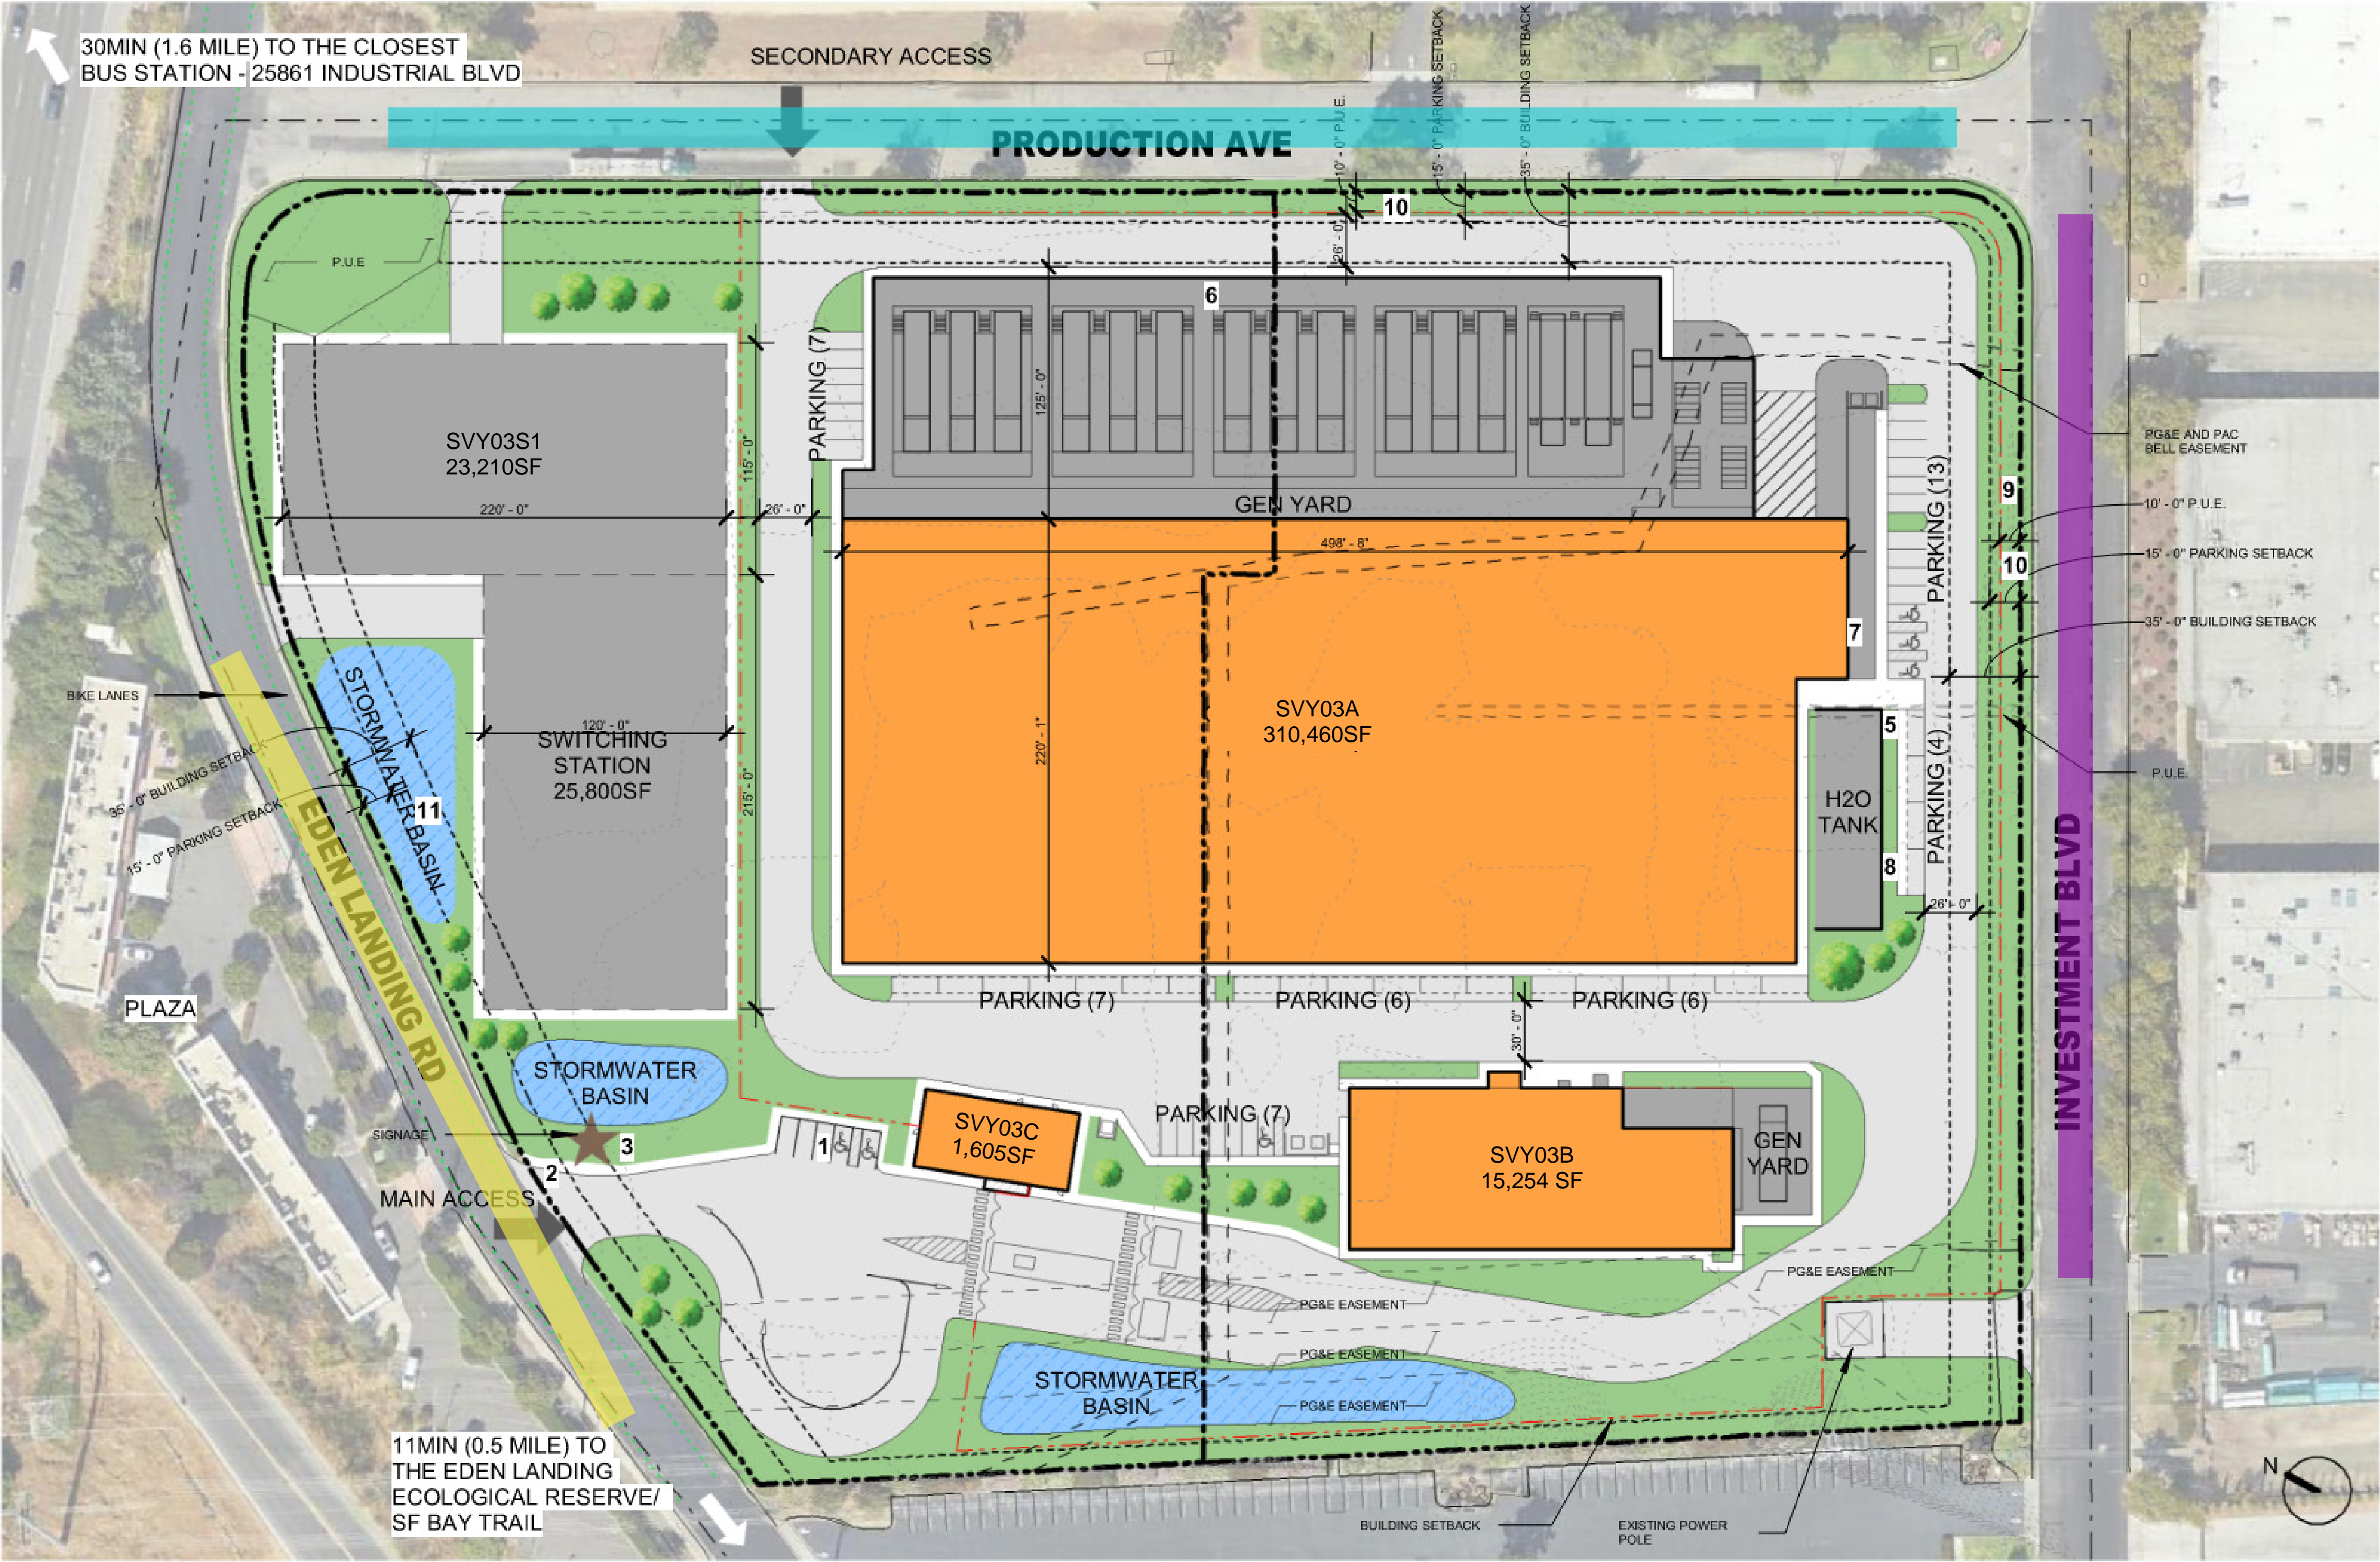 30MIN (1.6 MILE) TO THE CLOSEST
BUS STATION - 25861 INDUSTRIAL BLVD
SECONDARY ACCESS
PRODUCTION AVE
10' - 0" P.U.E.
15' - 0" PARKING SETBACK
35' - 0" BUILDING SETBACK
10
26' - 0"
P.U.E
6
PARKING (7)
125' - 0"
SVY03S1
23,210SF
115' - 0"
220' - 0"
26' - 0"
GEN YARD
498' - 8"
PARKING (13)
PG&E AND PAC
BELL EASEMENT
9
10' - 0" P.U.E.
15' - 0" PARKING SETBACK
10
35' - 0" BUILDING SETBACK
7
BIKE LANES
STORMWATER BASIN
120' - 0"
SWITCHING
STATION
25,800SF
215' - 0"
220' - 1"
SVY03A
310,460SF
5
PARKING (4)
P.U.E.
35' - 0" BUILDING SETBACK
15' - 0" PARKING SETBACK
11
EDEN LANDING RD
H2O
TANK
8
26' - 0"
INVESTMENT BLVD
PLAZA
PARKING (7)
PARKING (6)
PARKING (6)
30' - 0"
STORMWATER
BASIN
SIGNAGE
3
1
2
MAIN ACCESS
SVY03C
1,605SF
PARKING (7)
SVY03B
15,254 SF
GEN
YARD
PG&E EASEMENT
PG&E EASEMENT
PG&E EASEMENT
PG&E EASEMENT
STORMWATER
BASIN
11MIN (0.5 MILE) TO
THE EDEN LANDING
ECOLOGICAL RESERVE/
SF BAY TRAIL
BUILDING SETBACK
EXISTING POWER
POLE
N